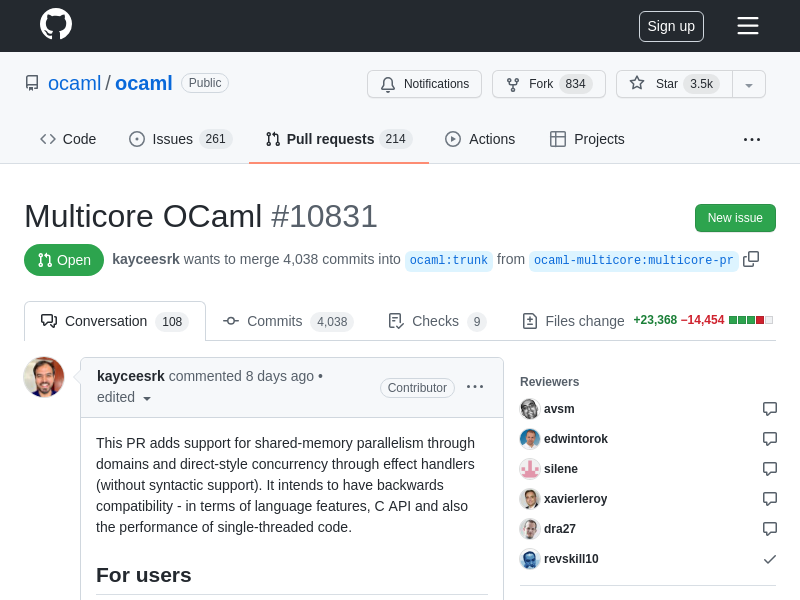 Sign up
ocaml / ocaml Public
Notifications
Fork 834
Star 3.5k
Code
Issues 261
Pull requests 214
Actions
Projects
Multicore OCaml #10831
New issue
Open
kayceesrk wants to merge 4,038 commits into ocaml:trunk from ocaml-multicore:multicore-pr
Conversation 108
Commits 4,038
Checks 9
Files change
+23,368 −14,454
kayceesrk commented 8 days ago •
edited
Contributor
This PR adds support for shared-memory parallelism through
domains and direct-style concurrency through effect handlers
(without syntactic support). It intends to have backwards
compatibility - in terms of language features, C API and also
the performance of single-threaded code.
For users
Reviewers
avsm
edwintorok
silene
xavierleroy
dra27
revskill10